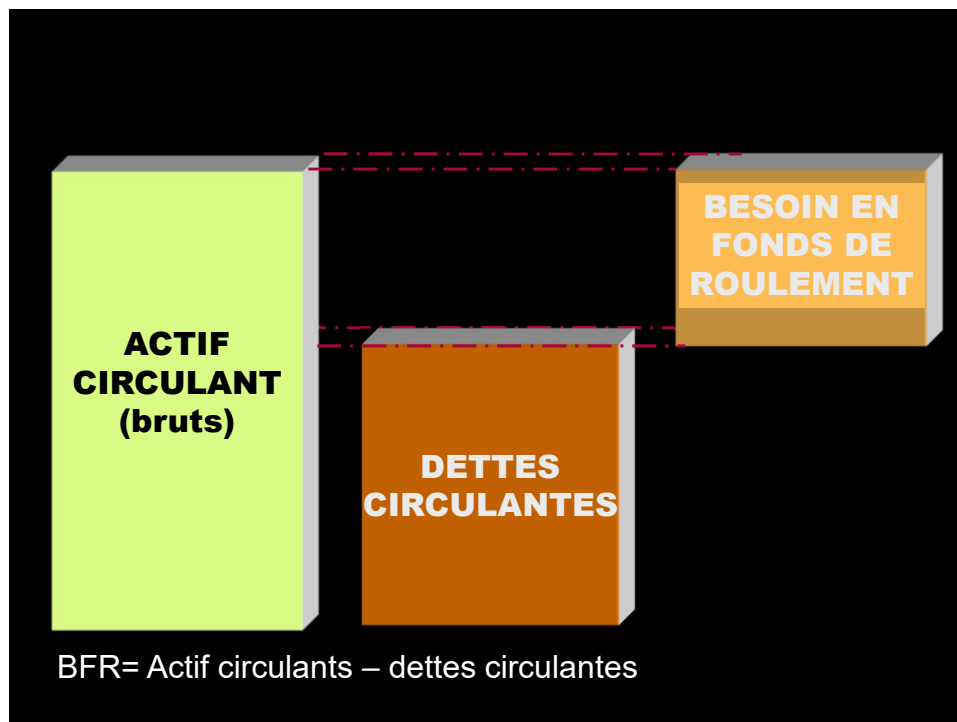 BESOIN EN
FONDS DE
ROULEMENT
ACTIF
CIRCULANT
(bruts)
DETTES
CIRCULANTES
BFR= Actif circulants – dettes circulantes